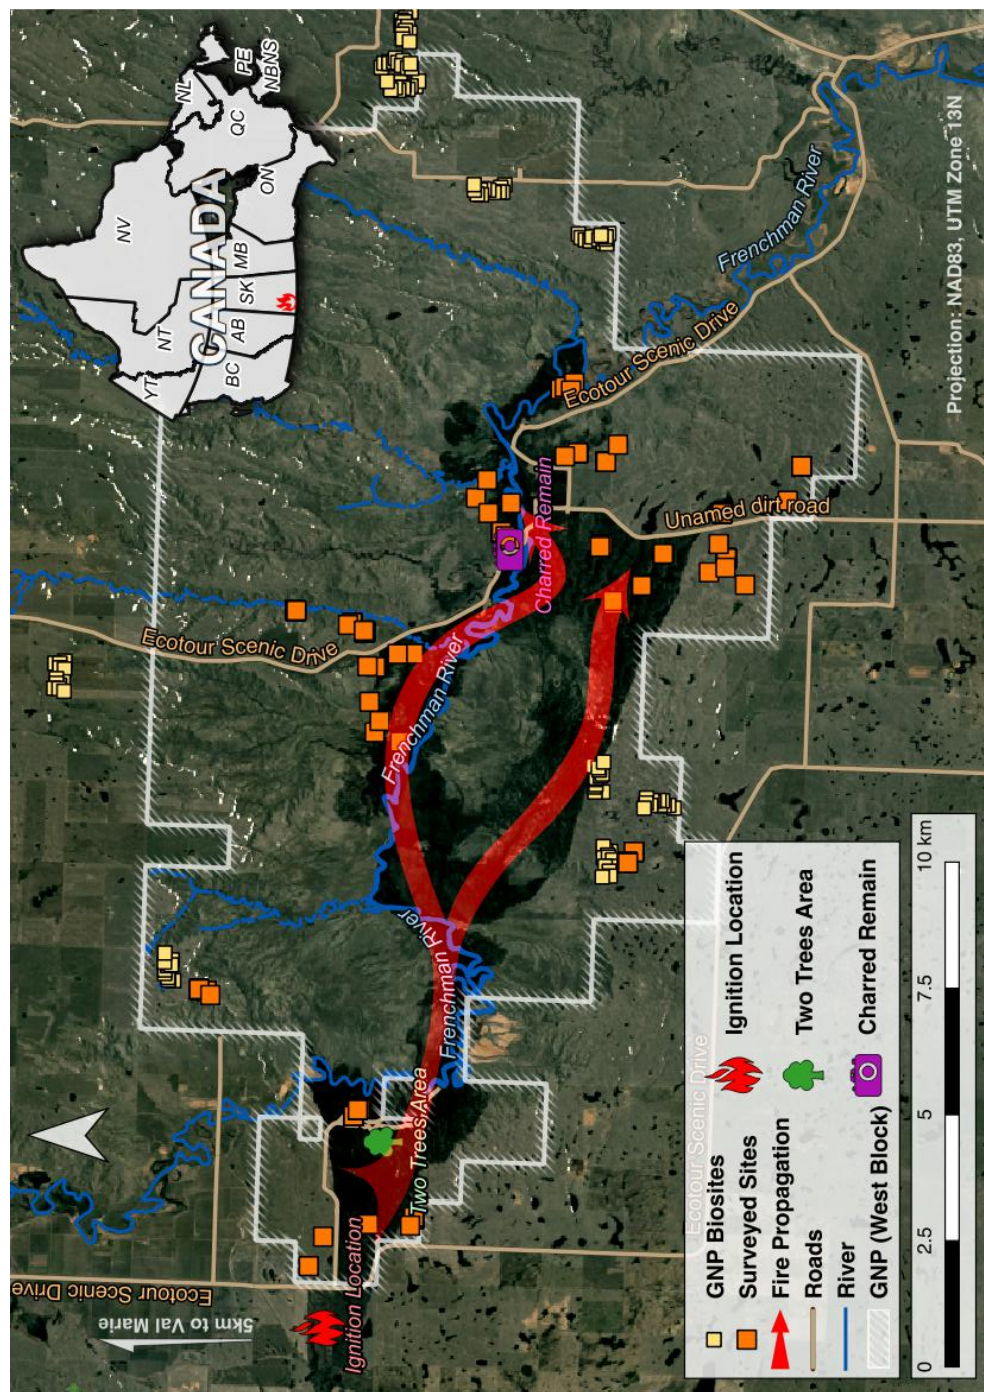 CANADA
YT
NT
NV
BC
AB
SK
MB
ON
QC
NL
PE
NBNS
5km to Val Marie
Ecotour Scenic Drive
Ignition Location
Two Trees Area
Frenchman River
Frenchman River
Frenchman River
Ecotour Scenic Drive
Charred Remain
Ecotour Scenic Drive
Unamed dirt road
Frenchman River
Ecotour Scenic Drive
GNP Biosites
Surveyed Sites
Fire Propagation
Roads
River
GNP (West Block)
Ignition Location
Two Trees Area
Charred Remain
0
2.5
5
7.5
10 km
Projection: NAD83, UTM Zone 13N